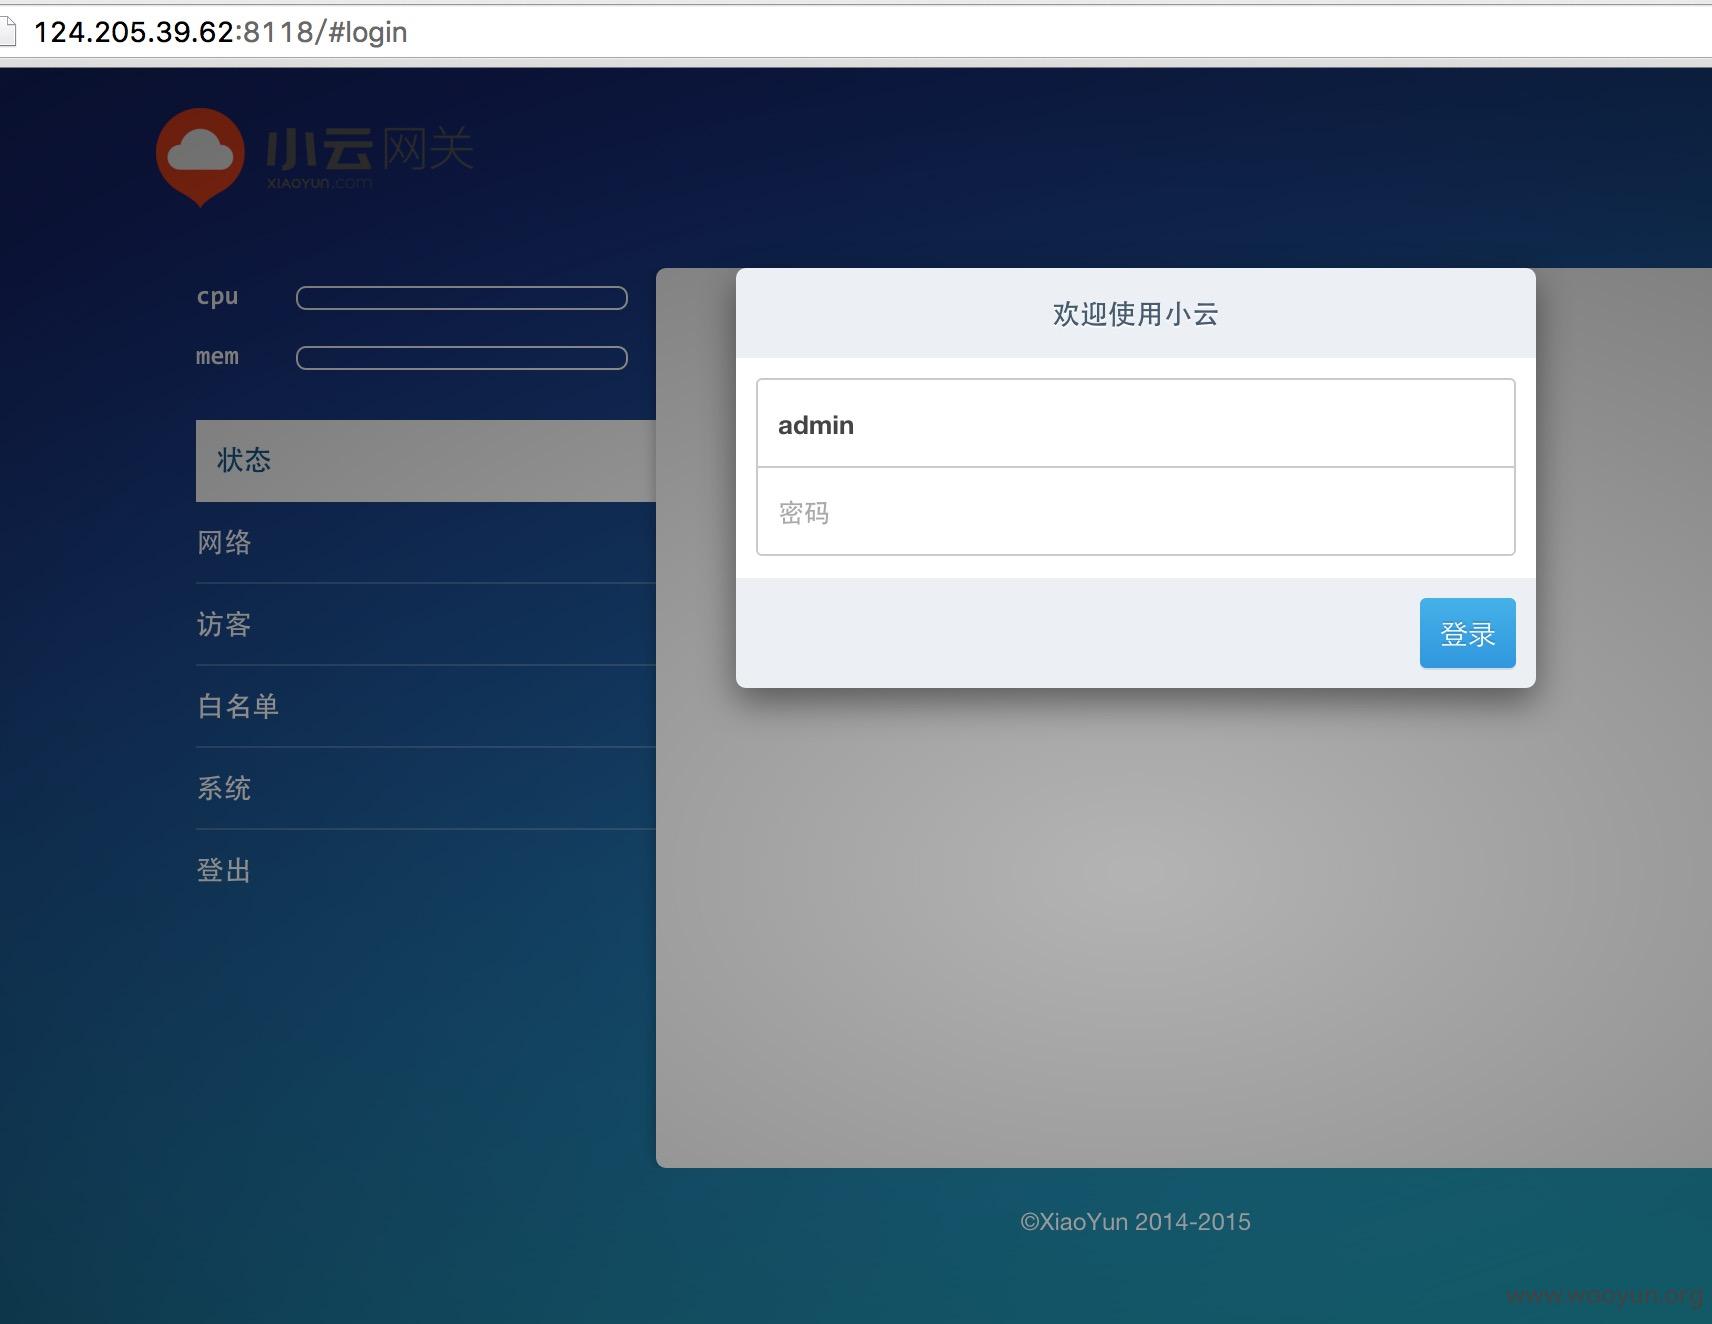 124.205.39.62:8118/#login
小云网关
XIAOYUN.com
cpu
mem
状态
网络
访客
白名单
系统
登出
欢迎使用小云
admin
密码
登录
©XiaoYun 2014-2015
www.wooyun.org